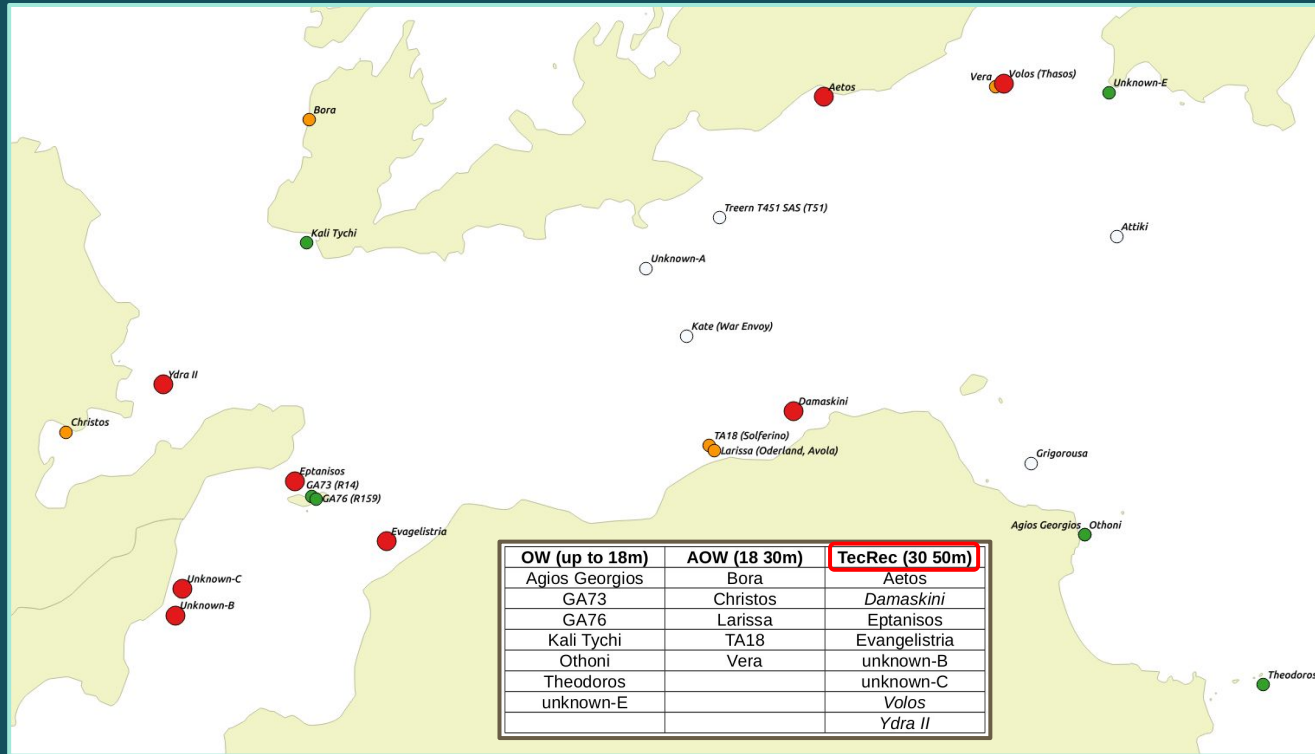 Vera
Volos (Thasos)
Aetos
Unknown-E
Bora
Treern T451 SAS (T51)
Attiki
Kali Tychi
Unknown-A
Kate (War Envoy)
Ydra II
Damaskini
Christos
TA18 (Solferino)
Larissa (Oderland, Avola)
Grigorousa
Eptanisos
GA73 (R14)
GA76 (R159)
Agios Georgios
Othoni
Evagelistria
Unknown-C
Unknown-B
Theodoros
OW (up to 18m) AOW (18 30m) TecRec (30 50m)
Agios Georgios Bora Aetos
GA73 Christos Damaskini
GA76 Larissa Eptanisos
Kali Tychi TA18 Evangelistria
Othoni Vera unknown-B
Theodoros unknown-C
unknown-E Volos
Ydra II